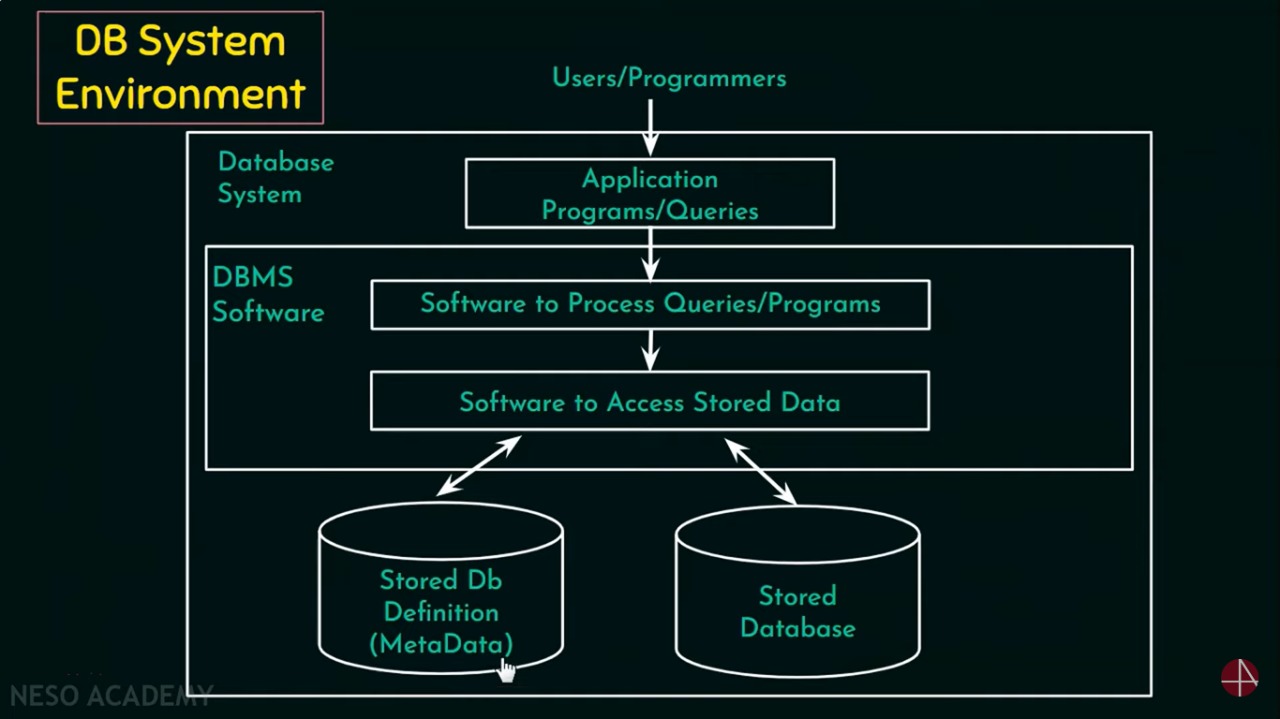 DB System
Environment
Users/Programmers
Database
System
Application
Programs/Queries
DBMS
Software
Software to Process Queries/Programs
Software to Access Stored Data
Stored Db
Definition
(MetaData)
Stored
Database
NESO ACADEMY